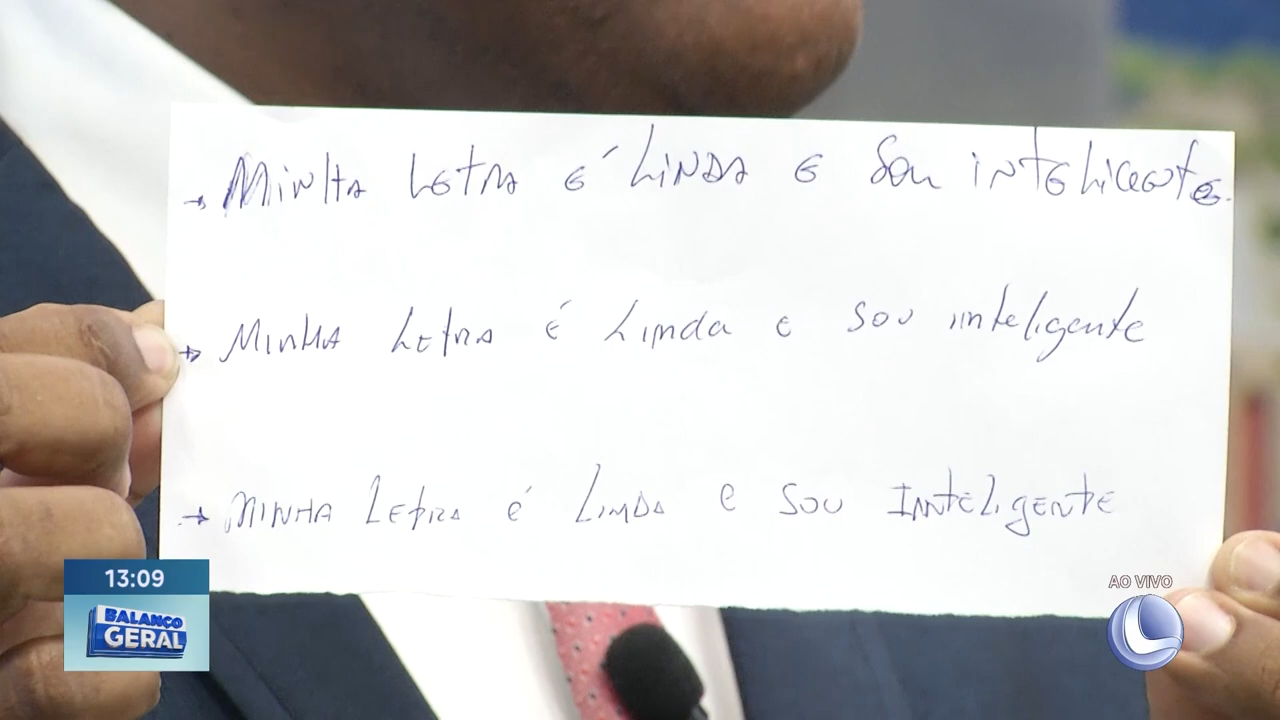 → MINHA LETRA É LINDA E Sou inteligente.
→ MINHA LETRA é Linda e sou inteligente
→ MINHA LETRA é LINDA e sou INTELIgENTE
13:09
BALANÇO
GERAL
AO VIVO